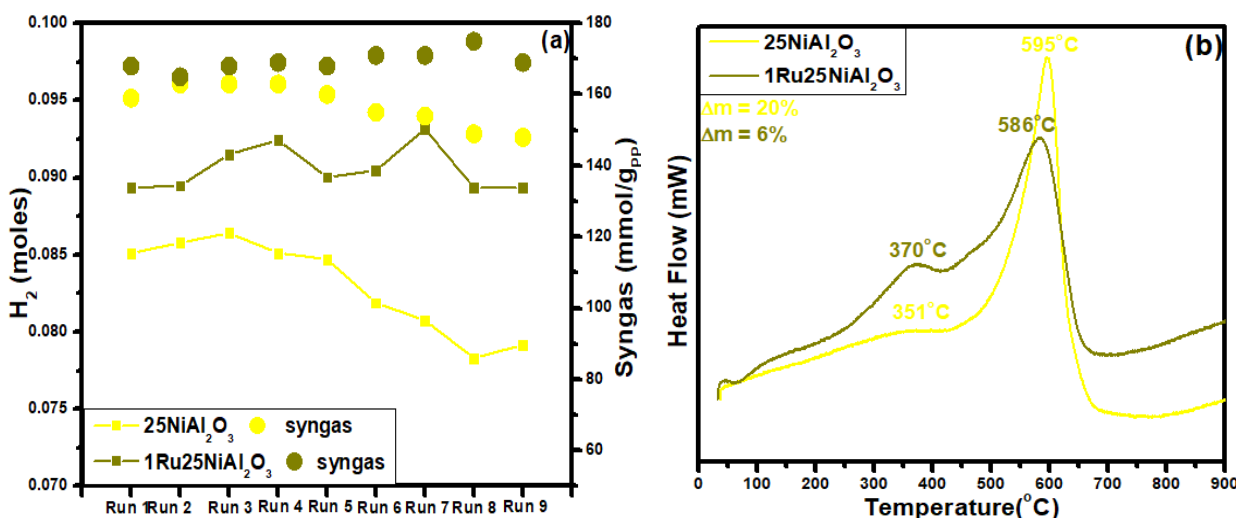 (a)
H₂ (moles)
0.100
0.095
0.090
0.085
0.080
0.075
0.070
Syngas (mmol/gPP)
180
160
140
120
100
80
60
25NiAl₂O₃ syngas
1Ru25NiAl₂O₃ syngas
Run 1 Run 2 Run 3 Run 4 Run 5 Run 6 Run 7 Run 8 Run 9
(b)
25NiAl₂O₃
1Ru25NiAl₂O₃
Δm = 20%
Δm = 6%
595°C
586°C
370°C
351°C
Heat Flow (mW)
0 100 200 300 400 500 600 700 800 900
Temperature(°C)